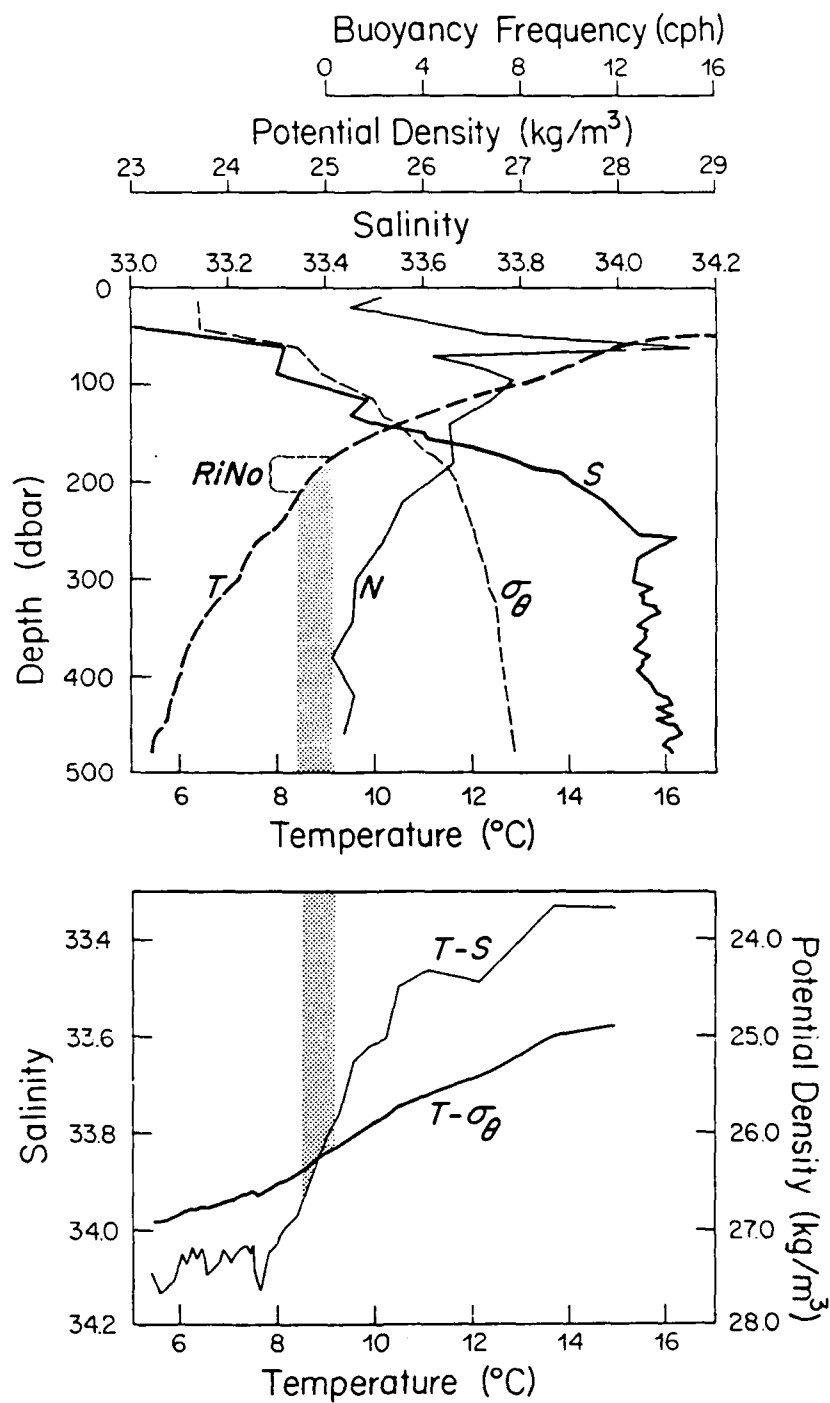 Buoyancy Frequency (cph)
0 4 8 12 16
Potential Density (kg/m³)
23 24 25 26 27 28 29
Salinity
33.0 33.2 33.4 33.6 33.8 34.0 34.2
0
100
200
300
400
500
Depth (dbar)
RiNo
T
N
σθ
S
6 8 10 12 14 16
Temperature (°C)
33.4
33.6
33.8
34.0
34.2
Salinity
T-S
T-σθ
24.0
25.0
26.0
27.0
28.0
Potential Density (kg/m³)
6 8 10 12 14 16
Temperature (°C)